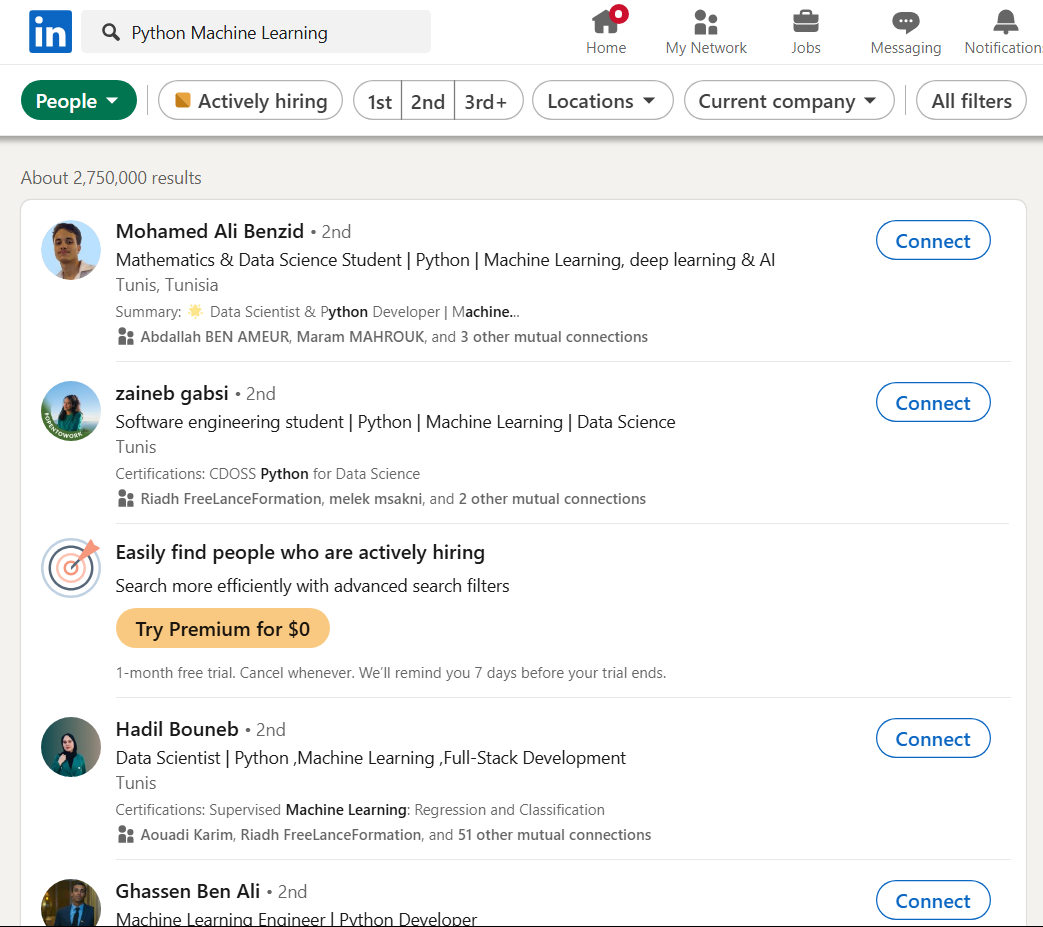 in
Python Machine Learning
Home
My Network
Jobs
Messaging
Notification
People
Actively hiring
1st
2nd
3rd+
Locations
Current company
All filters
About 2,750,000 results
Mohamed Ali Benzid • 2nd
Connect
Mathematics & Data Science Student | Python | Machine Learning, deep learning & AI
Tunis, Tunisia
Summary: 🌟 Data Scientist & Python Developer | Machine...
Abdallah BEN AMEUR, Maram MAHROUK, and 3 other mutual connections
#OPENTOWORK
zaineb gabsi • 2nd
Connect
Software engineering student | Python | Machine Learning | Data Science
Tunis
Certifications: CDOSS Python for Data Science
Riadh FreeLanceFormation, melek msakni, and 2 other mutual connections
Easily find people who are actively hiring
Search more efficiently with advanced search filters
Try Premium for $0
1-month free trial. Cancel whenever. We’ll remind you 7 days before your trial ends.
Hadil Bouneb • 2nd
Connect
Data Scientist | Python ,Machine Learning ,Full-Stack Development
Tunis
Certifications: Supervised Machine Learning: Regression and Classification
Aouadi Karim, Riadh FreeLanceFormation, and 51 other mutual connections
Ghassen Ben Ali • 2nd
Connect
Machine Learning Engineer | Python Developer